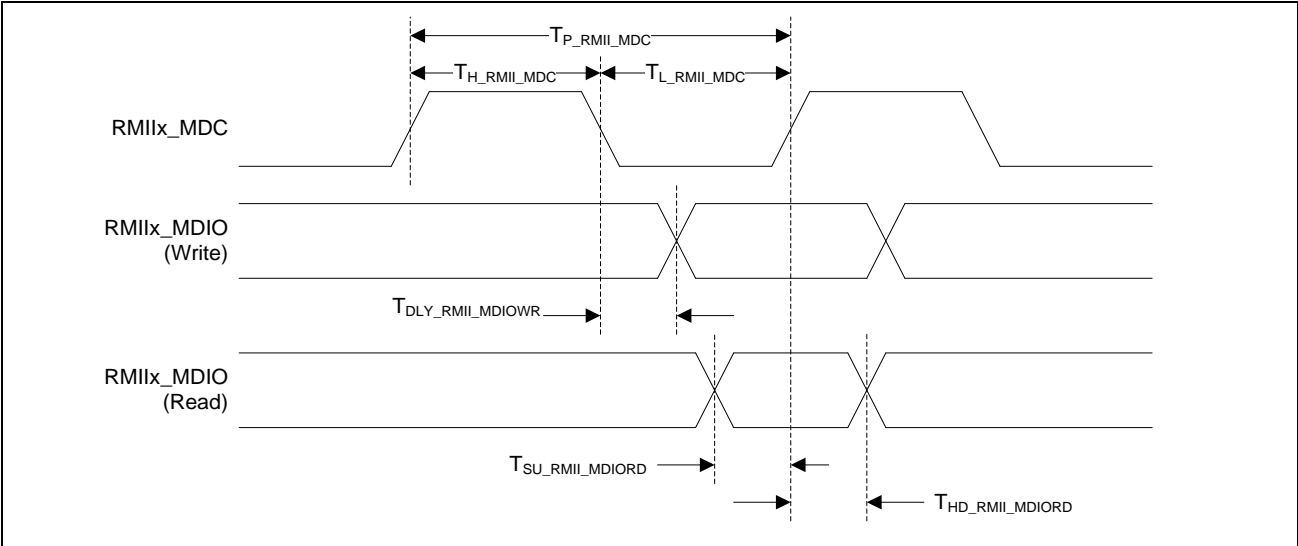 TP_RMII_MDC
TH_RMII_MDC
TL_RMII_MDC
RMIIx_MDC
RMIIx_MDIO
(Write)
TDLY_RMII_MDIOWR
RMIIx_MDIO
(Read)
TSU_RMII_MDIORD
THD_RMII_MDIORD